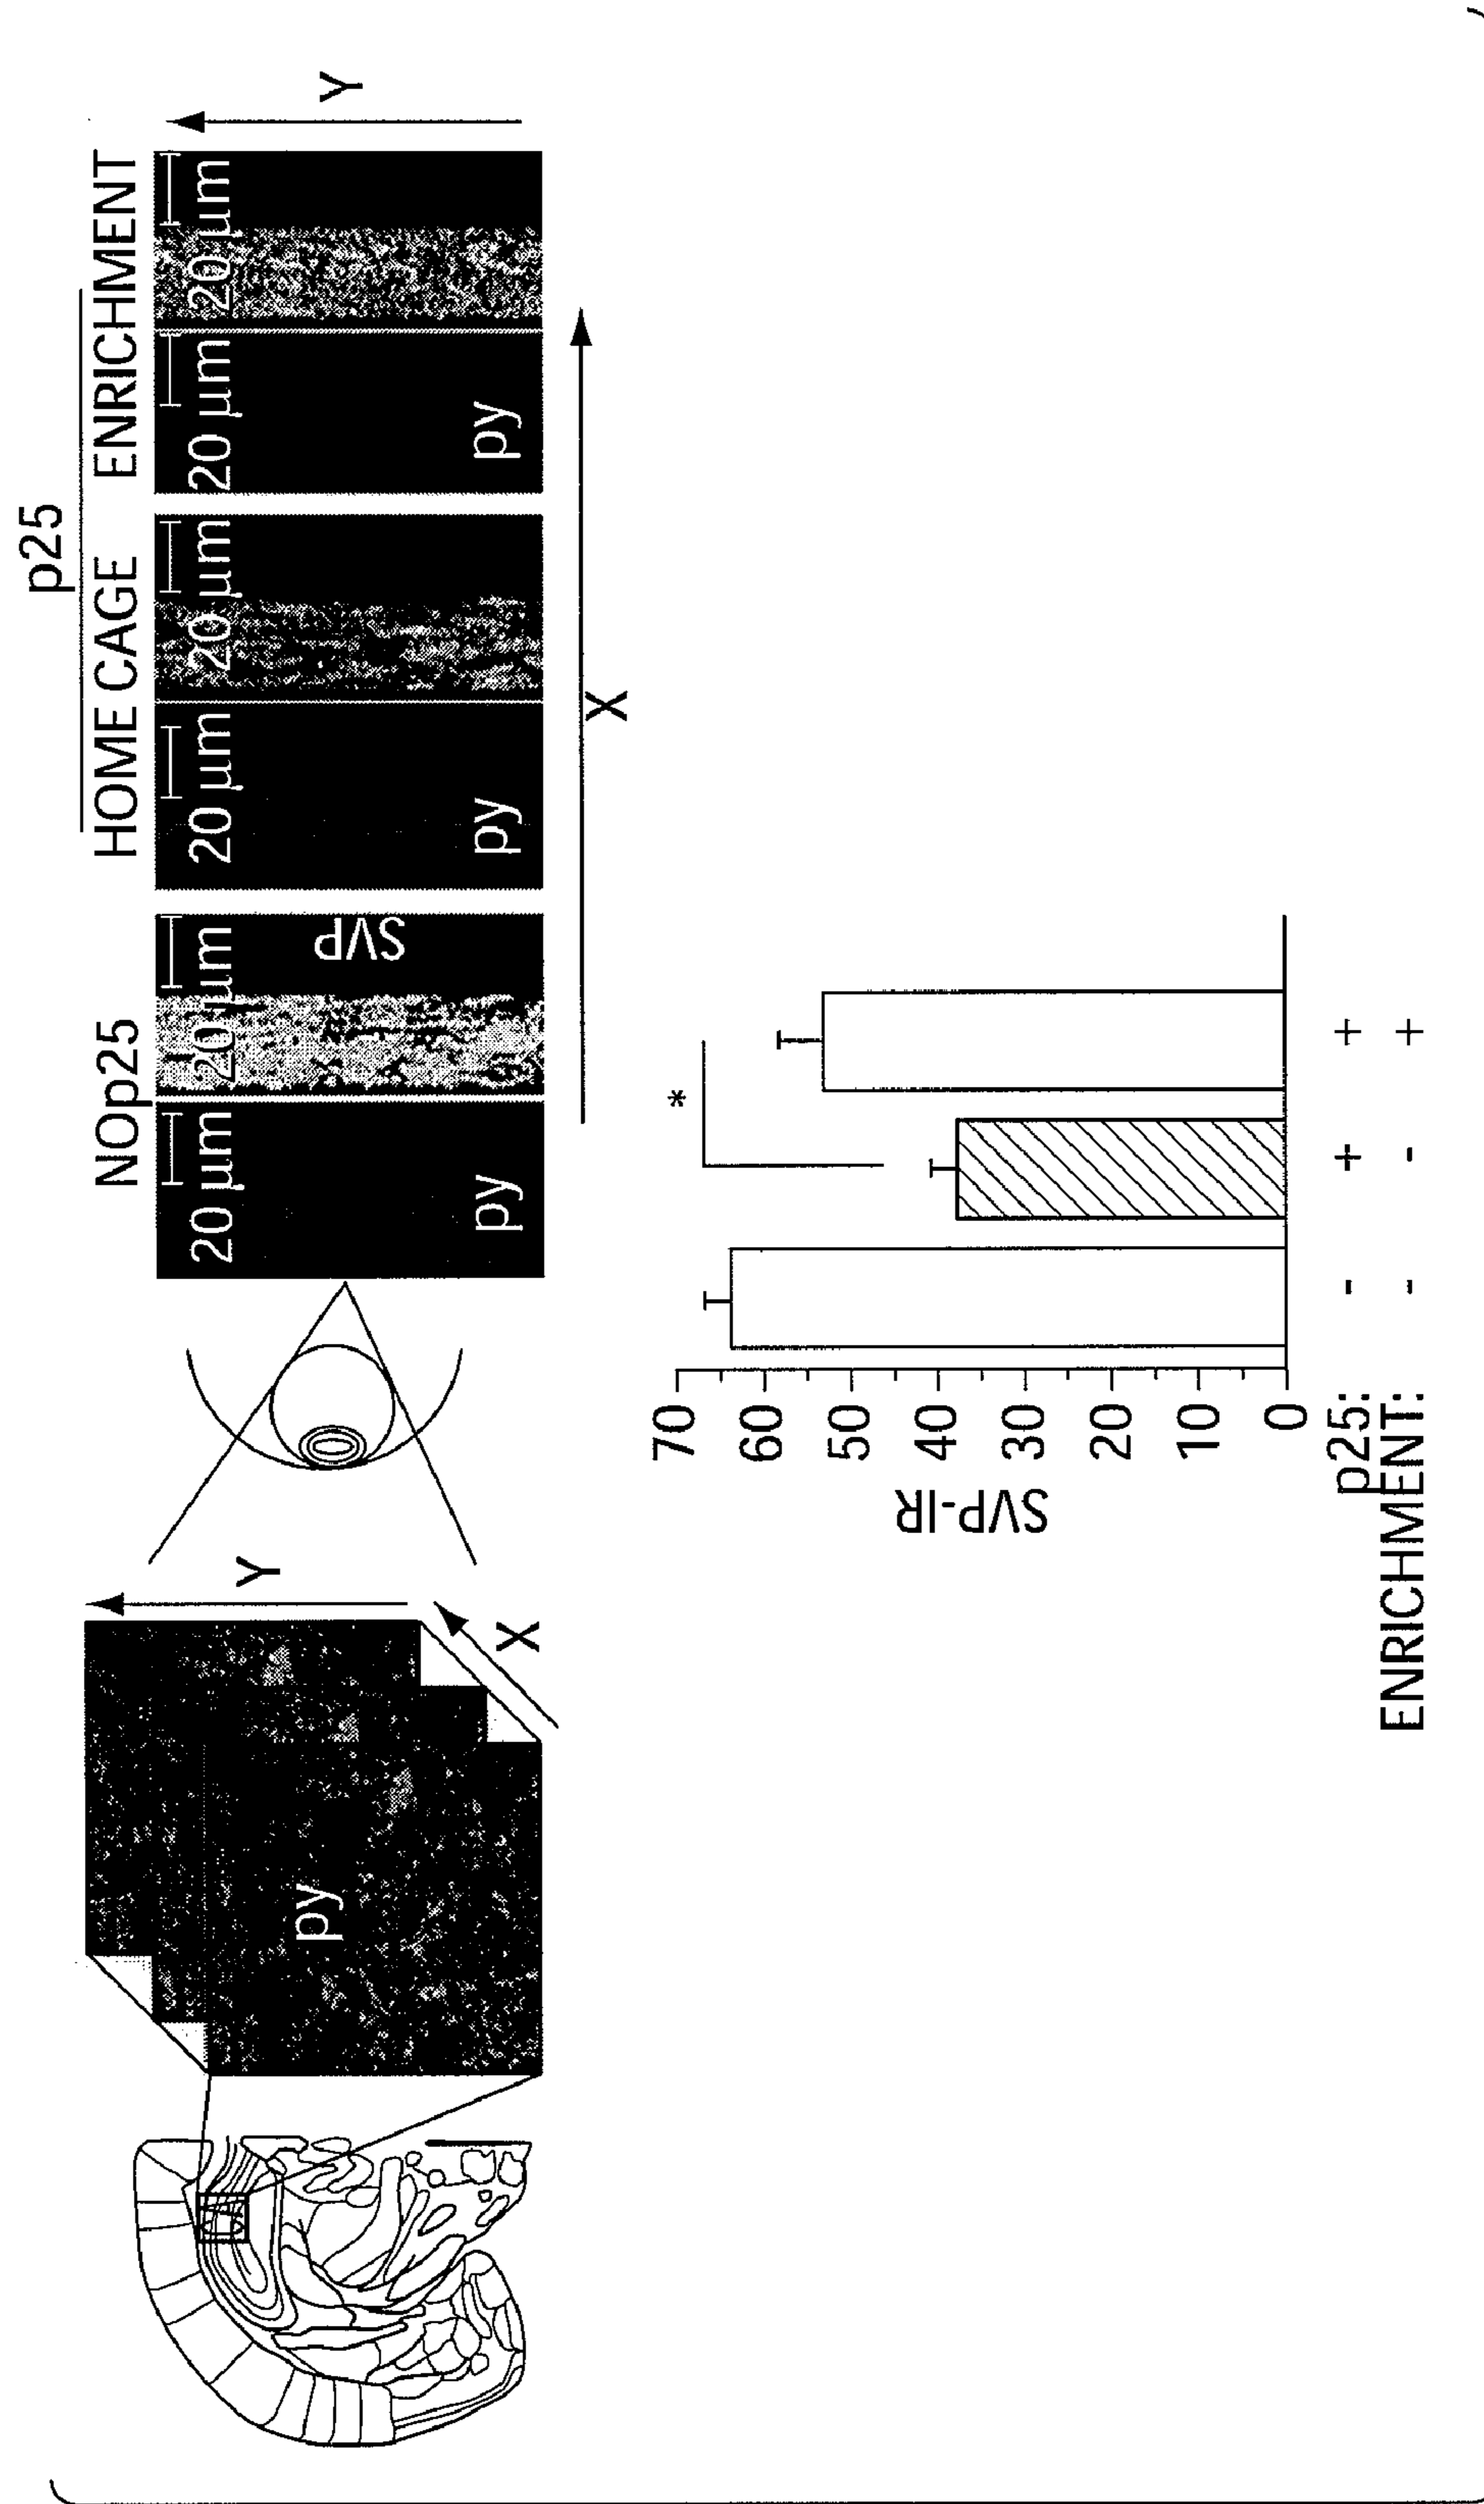 p25
NOp25
HOME CAGE
ENRICHMENT
Y
py
X
20 µm
20 µm
SVP
20 µm
20 µm
20 µm
20 µm
py
py
py
Y
X
SVP-IR
70
60
50
40
30
20
10
0
*
p25: - + +
ENRICHMENT: - - +